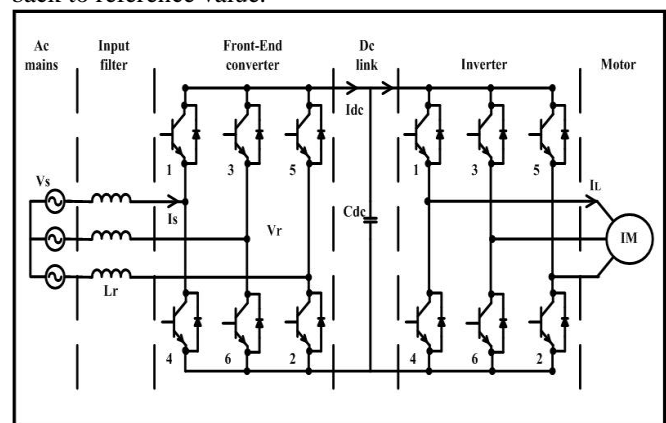 back to reference value.
Ac mains
Input filter
Front-End converter
Dc link
Inverter
Motor
Idc
1
3
5
1
3
5
Vs
Is
Vr
Cdc
IL
IM
Lr
4
6
2
4
6
2